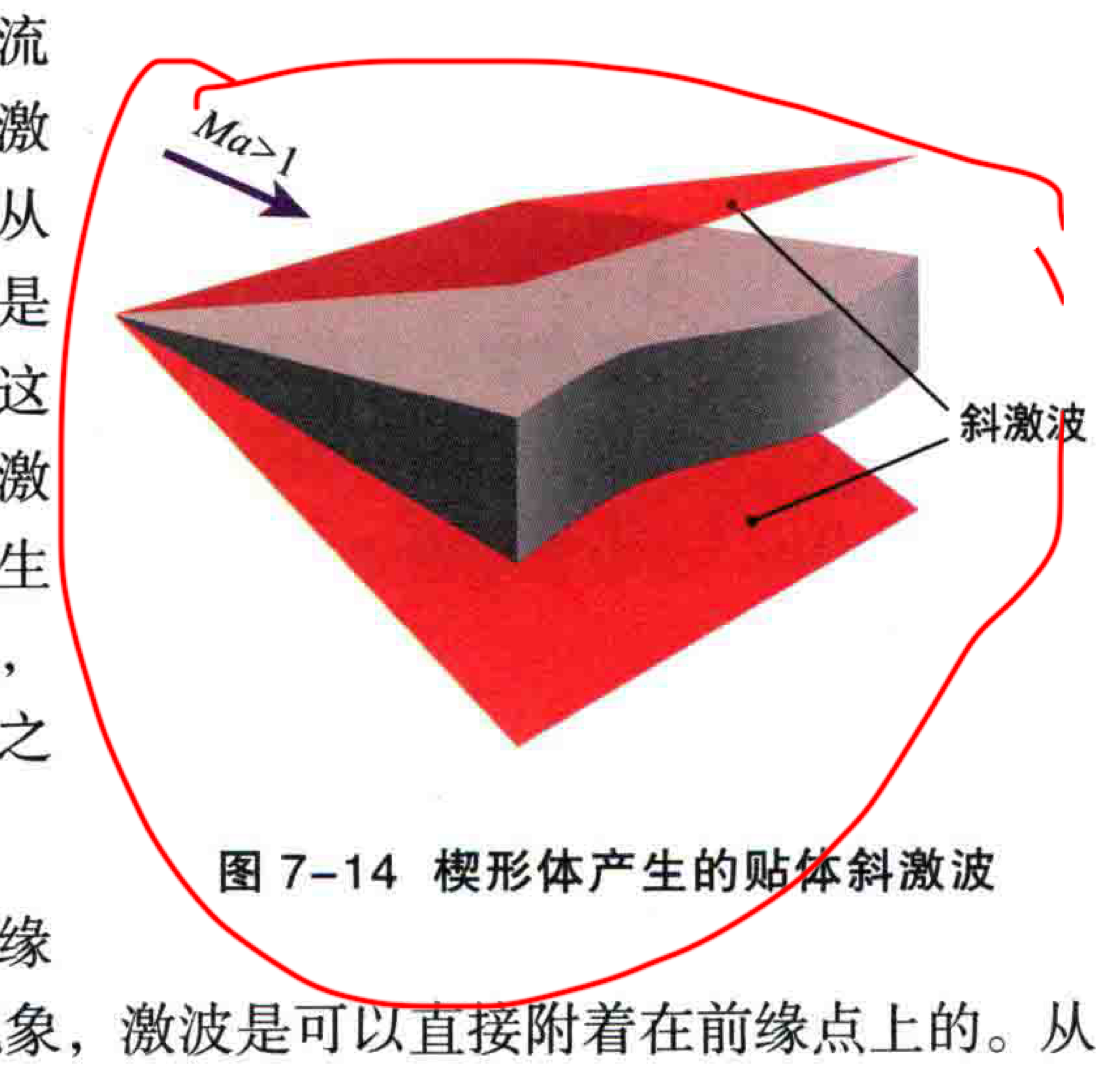 流
激
从
是
这
激
生
，
之
缘
Ma>1
斜激波
图 7-14 楔形体产生的贴体斜激波
象，激波是可以直接附着在前缘点上的。从